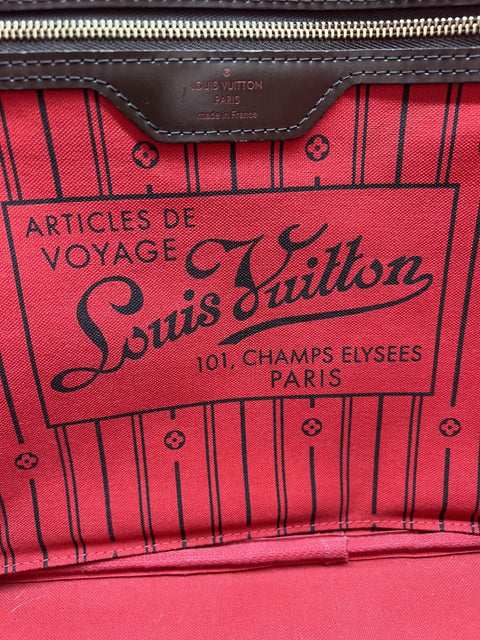 LOUIS VUITTON
PARIS
made in France
ARTICLES DE
VOYAGE
Louis Vuitton
101, CHAMPS ELYSEES
PARIS